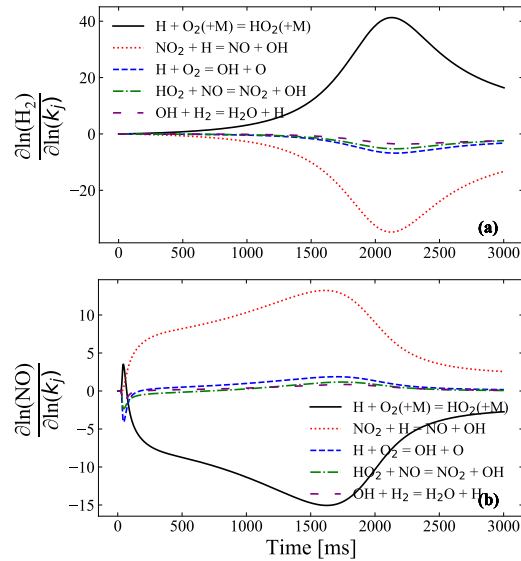 H + O₂(+M) = HO₂(+M)
NO₂ + H = NO + OH
H + O₂ = OH + O
HO₂ + NO = NO₂ + OH
OH + H₂ = H₂O + H
40
20
0
−20
∂ln(H₂)
∂ln(kⱼ)
(a)
0 500 1000 1500 2000 2500 3000
10
5
0
−5
−10
−15
∂ln(NO)
∂ln(kⱼ)
H + O₂(+M) = HO₂(+M)
NO₂ + H = NO + OH
H + O₂ = OH + O
HO₂ + NO = NO₂ + OH
OH + H₂ = H₂O + H
(b)
0 500 1000 1500 2000 2500 3000
Time [ms]